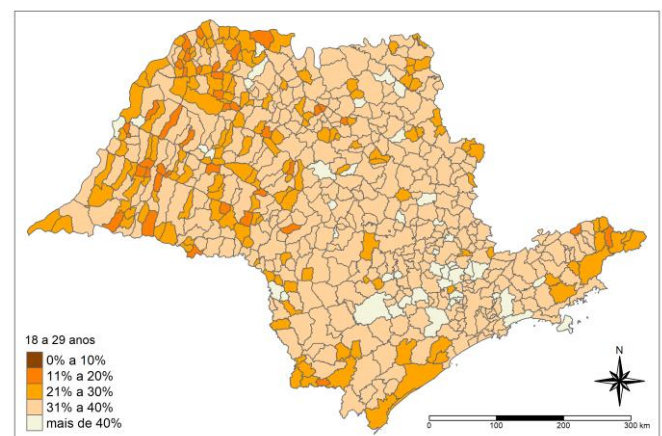 18 a 29 anos
0% a 10%
11% a 20%
21% a 30%
31% a 40%
mais de 40%
N
0 100 200 300 km